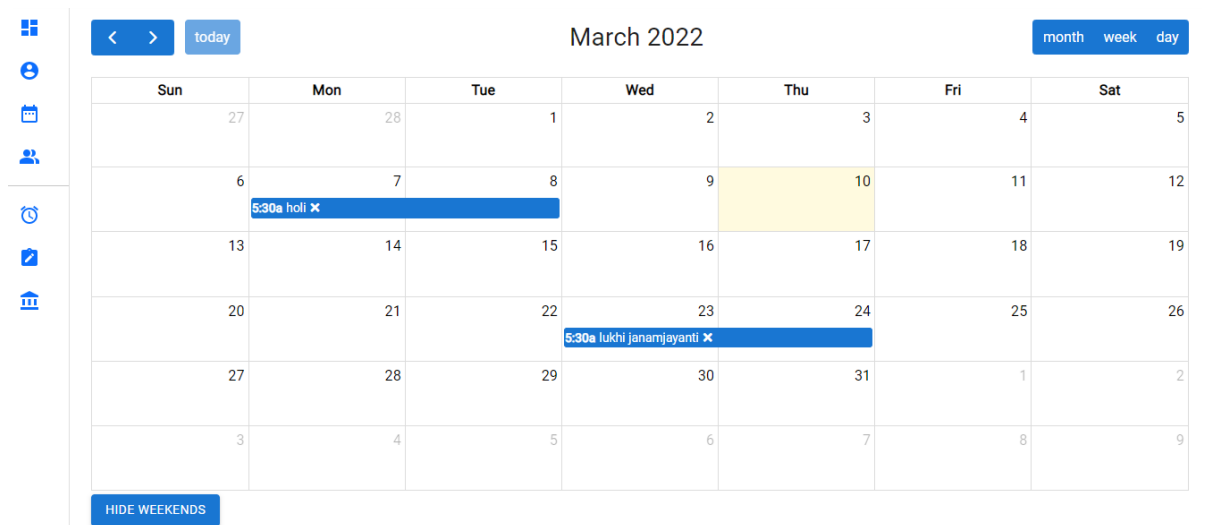 today
March 2022
month week day
Sun Mon Tue Wed Thu Fri Sat
27 28 1 2 3 4 5
6 7 8 9 10 11 12
5:30a holi
13 14 15 16 17 18 19
20 21 22 23 24 25 26
5:30a lukhi janamjayanti
27 28 29 30 31 1 2
3 4 5 6 7 8 9
HIDE WEEKENDS